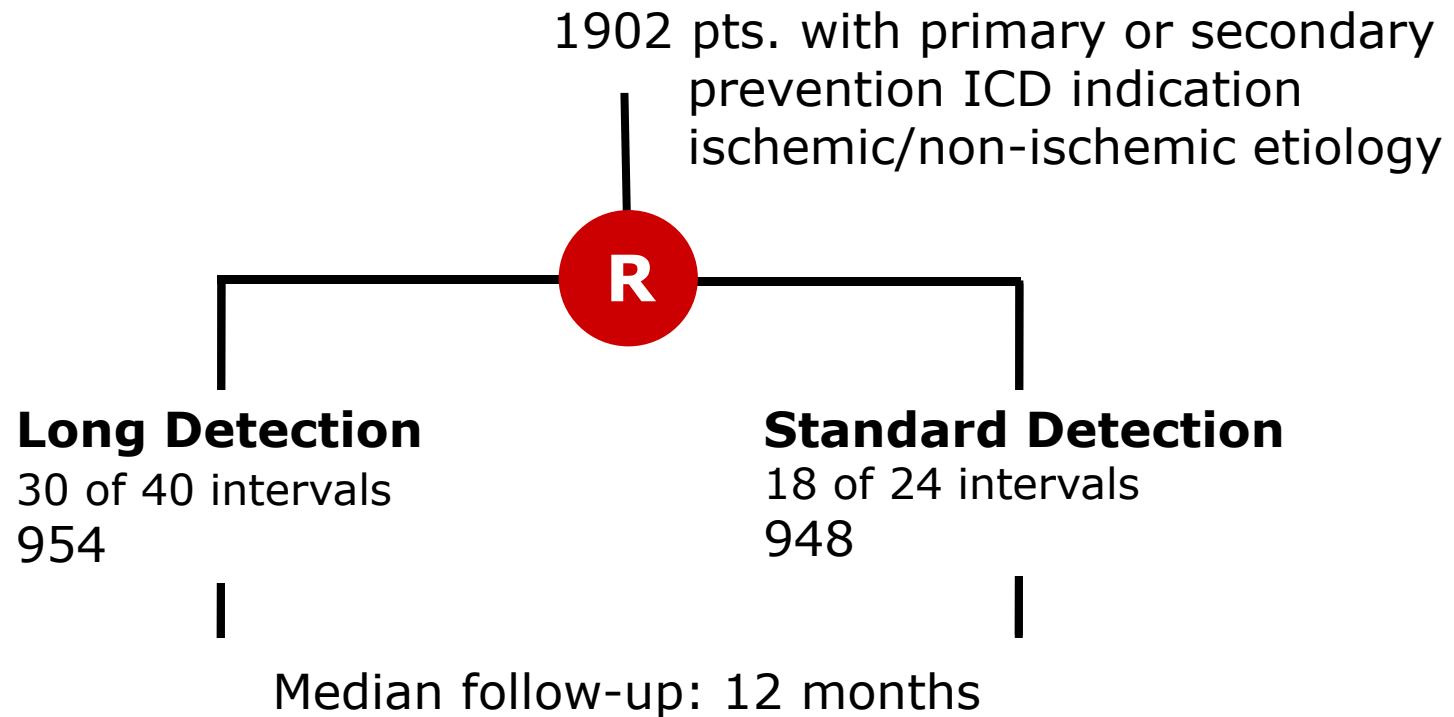 1902 pts. with primary or secondary
prevention ICD indication
ischemic/non-ischemic etiology
R
Long Detection
30 of 40 intervals
954
Standard Detection
18 of 24 intervals
948
Median follow-up: 12 months